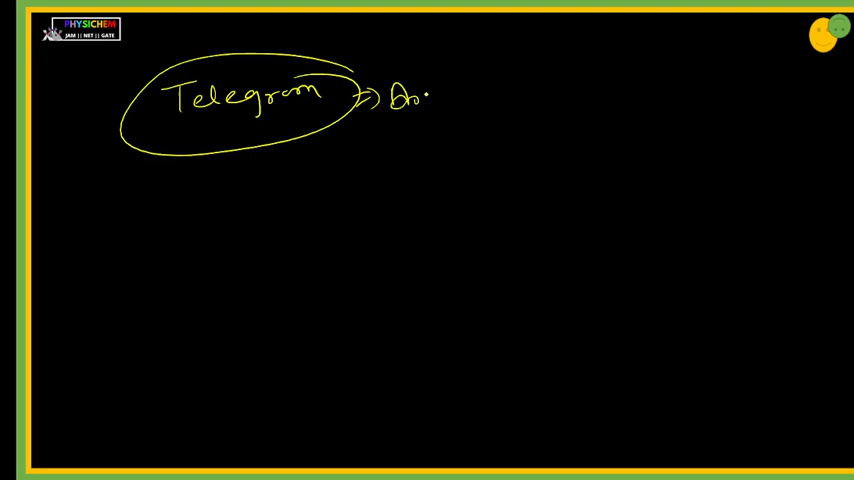 PHYSICHEM
JAM || NET || GATE
Telegram ⇒